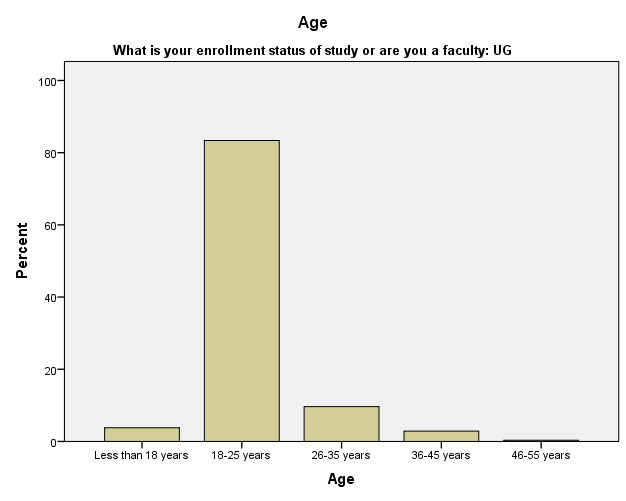 Age
What is your enrollment status of study or are you a faculty: UG
Percent
100
80
60
40
20
0
Less than 18 years
18-25 years
26-35 years
36-45 years
46-55 years
Age